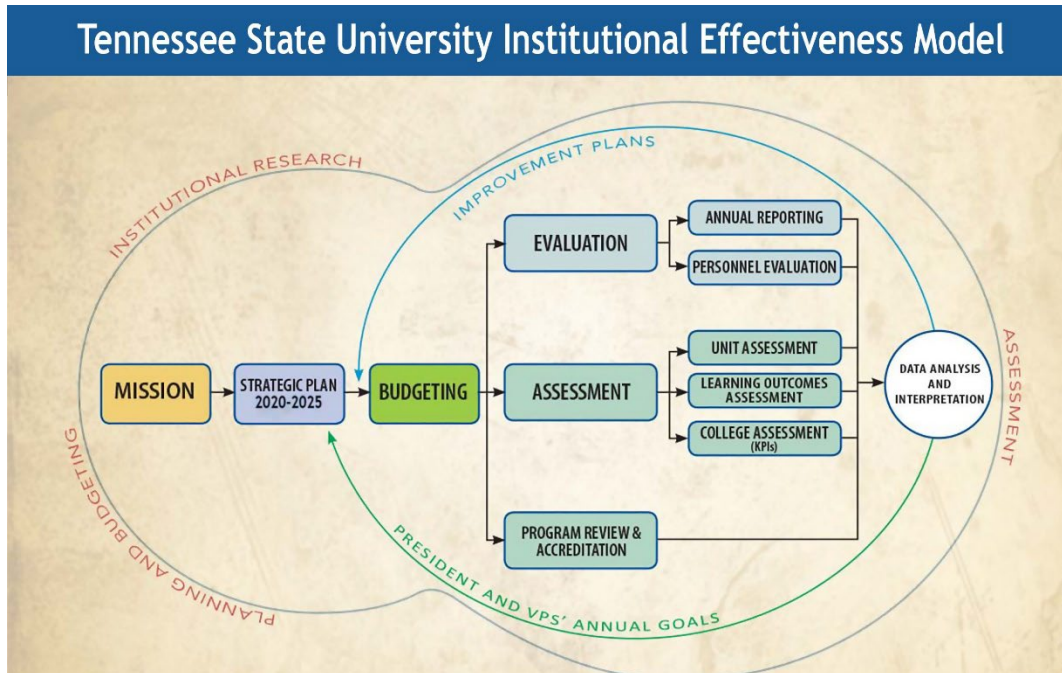 Tennessee State University Institutional Effectiveness Model
INSTITUTIONAL RESEARCH
IMPROVEMENT PLANS
ANNUAL REPORTING
EVALUATION
PERSONNEL EVALUATION
MISSION
STRATEGIC PLAN
2020-2025
BUDGETING
ASSESSMENT
UNIT ASSESSMENT
LEARNING OUTCOMES
ASSESSMENT
COLLEGE ASSESSMENT
(KPIs)
DATA ANALYSIS
AND
INTERPRETATION
ASSESSMENT
PROGRAM REVIEW &
ACCREDITATION
PLANNING AND BUDGETING
PRESIDENT AND VPS' ANNUAL GOALS